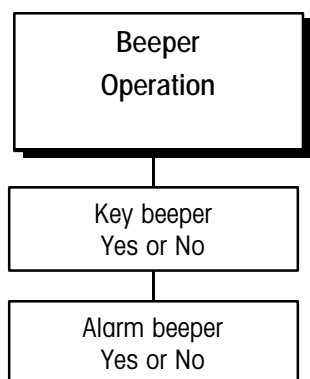 Beeper
Operation
Key beeper
Yes or No
Alarm beeper
Yes or No